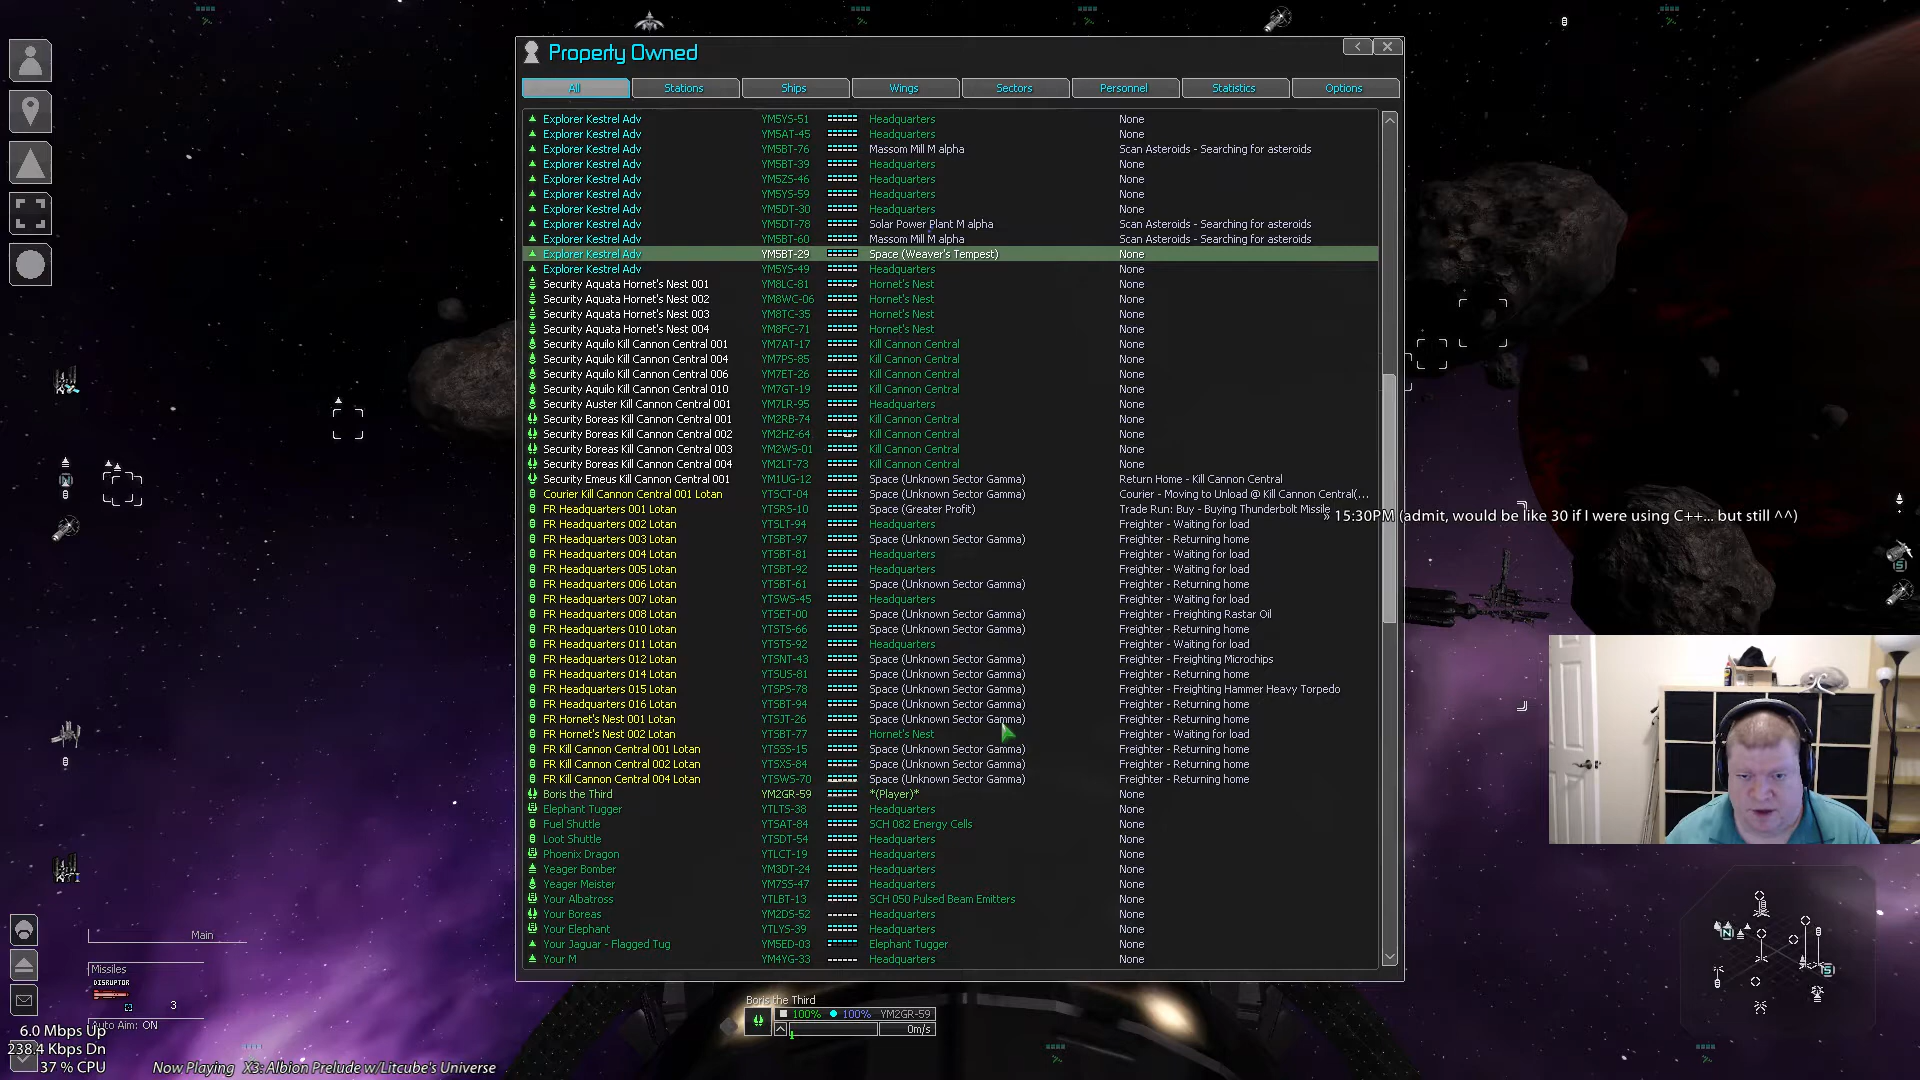 Property Owned
All Stations Ships Wings Sectors Personnel Statistics Options
Explorer Kestrel Adv YM5YS-51 Headquarters None
Explorer Kestrel Adv YM5AT-45 Headquarters None
Explorer Kestrel Adv YM5BT-76 Massom Mill M alpha Scan Asteroids - Searching for asteroids
Explorer Kestrel Adv YM5BT-39 Headquarters None
Explorer Kestrel Adv YM5ZS-46 Headquarters None
Explorer Kestrel Adv YM5YS-59 Headquarters None
Explorer Kestrel Adv YM5DT-30 Headquarters None
Explorer Kestrel Adv YM5DT-78 Solar Power Plant M alpha Scan Asteroids - Searching for asteroids
Explorer Kestrel Adv YM5BT-60 Massom Mill M alpha Scan Asteroids - Searching for asteroids
Explorer Kestrel Adv YM5BT-29 Space (Weaver's Tempest) None
Explorer Kestrel Adv YM5YS-49 Headquarters None
Security Aquata Hornet's Nest 001 YM8LC-81 Hornet's Nest None
Security Aquata Hornet's Nest 002 YM8WC-06 Hornet's Nest None
Security Aquata Hornet's Nest 003 YM8TC-35 Hornet's Nest None
Security Aquata Hornet's Nest 004 YM8FC-71 Hornet's Nest None
Security Aquilo Kill Cannon Central 001 YM7AT-17 Kill Cannon Central None
Security Aquilo Kill Cannon Central 004 YM7PS-85 Kill Cannon Central None
Security Aquilo Kill Cannon Central 006 YM7ET-26 Kill Cannon Central None
Security Aquilo Kill Cannon Central 010 YM7GT-19 Kill Cannon Central None
Security Auster Kill Cannon Central 001 YM7LR-95 Headquarters None
Security Boreas Kill Cannon Central 001 YM2RB-74 Kill Cannon Central None
Security Boreas Kill Cannon Central 002 YM2HZ-64 Kill Cannon Central None
Security Boreas Kill Cannon Central 003 YM2WS-01 Kill Cannon Central None
Security Boreas Kill Cannon Central 004 YM2LT-73 Kill Cannon Central None
Security Emeus Kill Cannon Central 001 YM1UG-12 Space (Unknown Sector Gamma) Return Home - Kill Cannon Central
Courier Kill Cannon Central 001 Lotan YTSCT-04 Space (Unknown Sector Gamma) Courier - Moving to Unload @ Kill Cannon Central(...
FR Headquarters 001 Lotan YTSRS-10 Space (Greater Profit) Trade Run: Buy - Buying Thunderbolt Missile
» 15:30PM (admit, would be like 30 if I were using C++... but still ^^)
FR Headquarters 002 Lotan YTSLT-94 Headquarters Freighter - Waiting for load
FR Headquarters 003 Lotan YTSBT-97 Space (Unknown Sector Gamma) Freighter - Returning home
FR Headquarters 004 Lotan YTSBT-81 Headquarters Freighter - Waiting for load
FR Headquarters 005 Lotan YTSBT-92 Headquarters Freighter - Waiting for load
FR Headquarters 006 Lotan YTSBT-61 Space (Unknown Sector Gamma) Freighter - Returning home
FR Headquarters 007 Lotan YTSWS-45 Headquarters Freighter - Waiting for load
FR Headquarters 008 Lotan YTSET-00 Space (Unknown Sector Gamma) Freighter - Freighting Rastar Oil
FR Headquarters 010 Lotan YTSTS-66 Space (Unknown Sector Gamma) Freighter - Returning home
FR Headquarters 011 Lotan YTSTS-92 Headquarters Freighter - Waiting for load
FR Headquarters 012 Lotan YTSNT-43 Space (Unknown Sector Gamma) Freighter - Freighting Microchips
FR Headquarters 014 Lotan YTSUS-81 Space (Unknown Sector Gamma) Freighter - Returning home
FR Headquarters 015 Lotan YTSPS-78 Space (Unknown Sector Gamma) Freighter - Freighting Hammer Heavy Torpedo
FR Headquarters 016 Lotan YTSBT-94 Space (Unknown Sector Gamma) Freighter - Returning home
FR Hornet's Nest 001 Lotan YTSJT-26 Space (Unknown Sector Gamma) Freighter - Returning home
FR Hornet's Nest 002 Lotan YTSBT-77 Hornet's Nest Freighter - Waiting for load
FR Kill Cannon Central 001 Lotan YTSSS-15 Space (Unknown Sector Gamma) Freighter - Returning home
FR Kill Cannon Central 002 Lotan YTSXS-84 Space (Unknown Sector Gamma) Freighter - Returning home
FR Kill Cannon Central 004 Lotan YTSWS-70 Space (Unknown Sector Gamma) Freighter - Returning home
Boris the Third YM2GR-59 *(Player)* None
Elephant Tugger YTLTS-38 Headquarters None
Fuel Shuttle YTSAT-84 SCH 082 Energy Cells None
Loot Shuttle YTSDT-54 Headquarters None
Phoenix Dragon YTLCT-19 Headquarters None
Yeager Bomber YM3DT-24 Headquarters None
Yeager Meister YM7SS-47 Headquarters None
Your Albatross YTLBT-13 SCH 050 Pulsed Beam Emitters None
Your Boreas YM2DS-52 Headquarters None
Your Elephant YTLYS-39 Headquarters None
Your Jaguar - Flagged Tug YM5ED-03 Elephant Tugger None
Your M YM4YG-33 Headquarters None
Main
Missiles
DISRUPTOR
3
Auto Aim: ON
6.0 Mbps Up
238.4 Kbps Dn
37 % CPU
Now Playing X3: Albion Prelude w/Litcube's Universe
Boris the Third
100% 100% YM2GR-59
0m/s
N
S
N
S